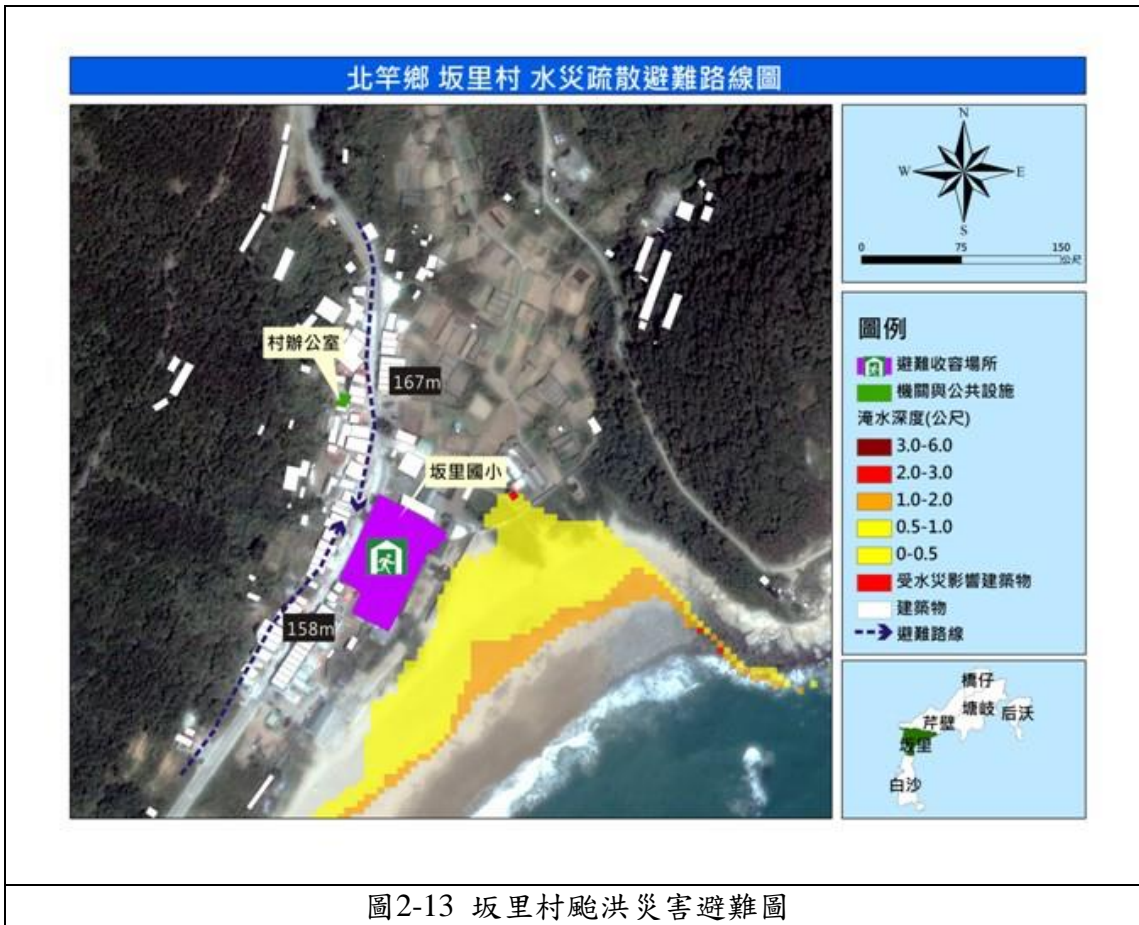 北竿鄉 坂里村 水災疏散避難路線圖
村辦公室
167m
坂里國小
158m
N
W
E
S
0
75
150
公尺
圖例
避難收容場所
機關與公共設施
淹水深度(公尺)
3.0-6.0
2.0-3.0
1.0-2.0
0.5-1.0
0-0.5
受水災影響建築物
建築物
避難路線
橋仔
塘岐
后沃
芹壁
坂里
白沙
圖2-13 坂里村颱洪災害避難圖